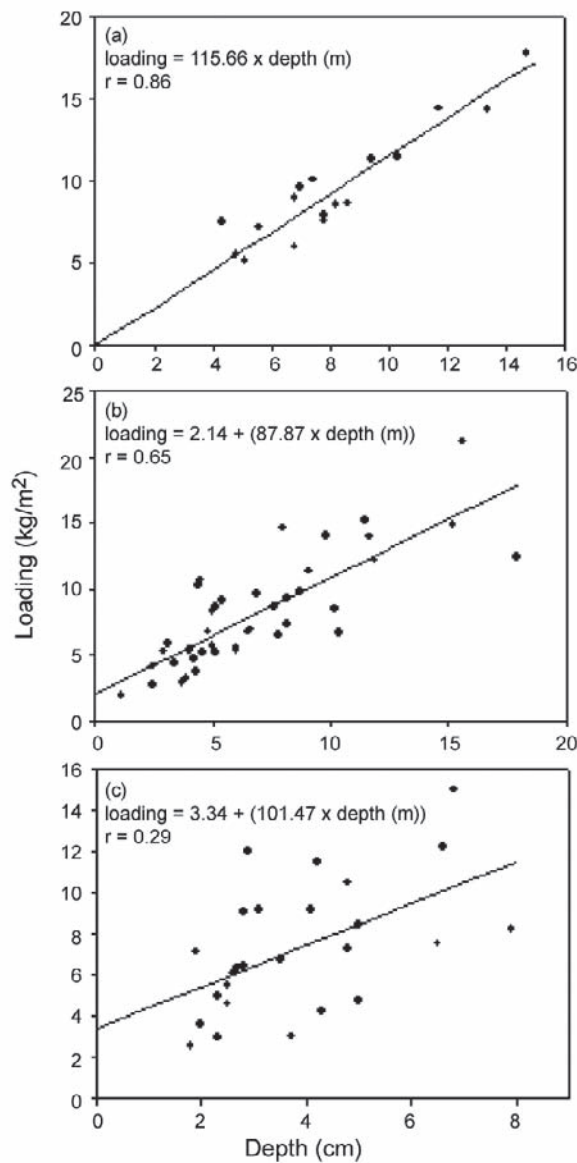 20
(a)
loading = 115.66 x depth (m)
r = 0.86
15
10
5
0
0 2 4 6 8 10 12 14 16
25
(b)
loading = 2.14 + (87.87 x depth (m))
r = 0.65
20
15
10
5
0
0 5 10 15 20
Loading (kg/m²)
16
(c)
loading = 3.34 + (101.47 x depth (m))
r = 0.29
14
12
10
8
6
4
2
0
0 2 4 6 8
Depth (cm)